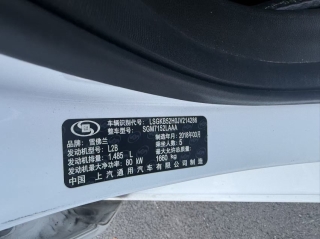 车辆识别代号: LSGKB52H0JV214288
整车型号: SGM7152LAAA
品牌: 雪佛兰 制造年月: 2018年03月
发动机型号: L2B 乘坐人数: 5
发动机排量: 1.485 L 最大允许总质量: 1660 kg
发动机最大净功率: 80 kW
中国 上汽通用汽车有限公司制造